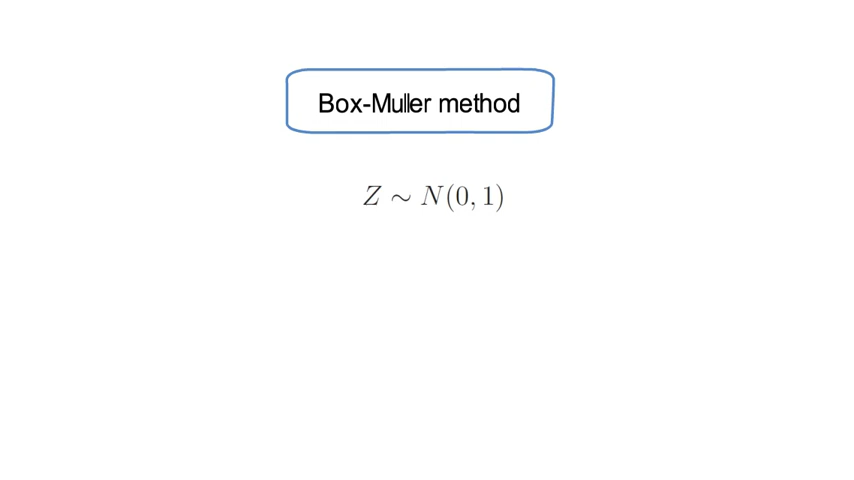 Box-Muller method
Z ∼ N(0, 1)